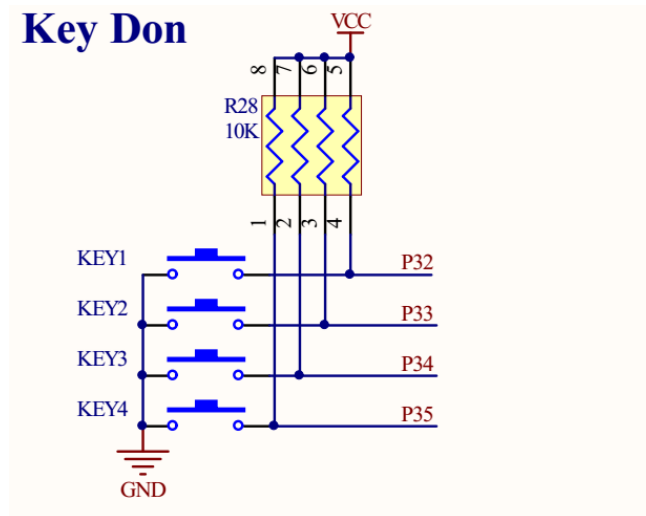 Key Don
VCC
8 7 6 5
R28
10K
1 2 3 4
KEY1 P32
KEY2 P33
KEY3 P34
KEY4 P35
GND